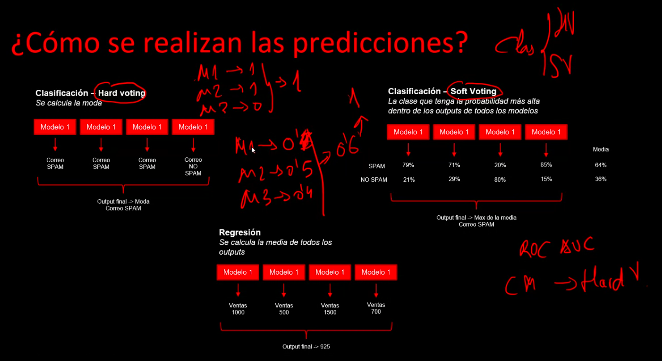 ¿Cómo se realizan las predicciones?
Clas { HV
SV
Clasificación – Hard voting
Se calcula la moda
M1 → 1
M2 → 1
M2 → 0
→ 1
Modelo 1 Modelo 1 Modelo 1 Modelo 1
Correo SPAM
Correo SPAM
Correo SPAM
Correo NO SPAM
Output final -> Moda
Correo SPAM
M2 → 0'5
M3 → 0'4
→ 0'6
1
Clasificación – Soft Voting
La clase que tenga la probabilidad más alta
dentro de los outputs de todos los modelos
Modelo 1 Modelo 1 Modelo 1 Modelo 1
Media
SPAM 79% 71% 20% 85% 64%
NO SPAM 21% 29% 80% 15% 36%
Output final -> Max de la media
Correo SPAM
Regresión
Se calcula la media de todos los
outputs
Modelo 1 Modelo 1 Modelo 1 Modelo 1
Ventas 1000
Ventas 500
Ventas 1500
Ventas 700
Output final -> 925
ROC AUC
CM → Hard V